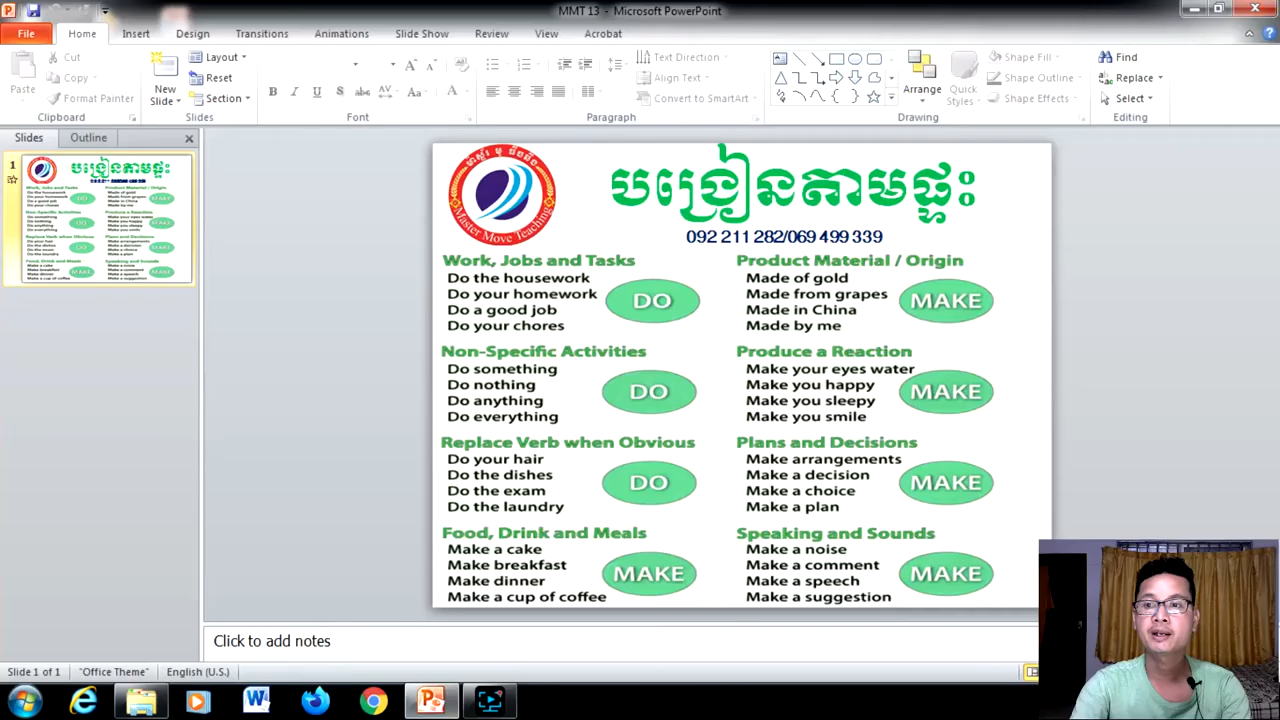 MMT 13 - Microsoft PowerPoint
File Home Insert Design Transitions Animations Slide Show Review View Acrobat
Cut
Copy
Format Painter
Paste
Clipboard
New Slide
Layout
Reset
Section
Slides
Font
Text Direction
Align Text
Convert to SmartArt
Paragraph
Arrange
Quick Styles
Shape Fill
Shape Outline
Shape Effects
Drawing
Find
Replace
Select
Editing
Slides Outline
1
Master Move Teaching
បង្រៀនតាមផ្ទះ
092 211 282/069 499 339
Work, Jobs and Tasks
Do the housework
Do your homework
Do a good job
Do your chores
DO
Non-Specific Activities
Do something
Do nothing
Do anything
Do everything
DO
Replace Verb when Obvious
Do your hair
Do the dishes
Do the exam
Do the laundry
DO
Food, Drink and Meals
Make a cake
Make breakfast
Make dinner
Make a cup of coffee
MAKE
Product Material / Origin
Made of gold
Made from grapes
Made in China
Made by me
MAKE
Produce a Reaction
Make your eyes water
Make you happy
Make you sleepy
Make you smile
MAKE
Plans and Decisions
Make arrangements
Make a decision
Make a choice
Make a plan
MAKE
Speaking and Sounds
Make a noise
Make a comment
Make a speech
Make a suggestion
MAKE
Click to add notes
Slide 1 of 1 "Office Theme" English (U.S.)